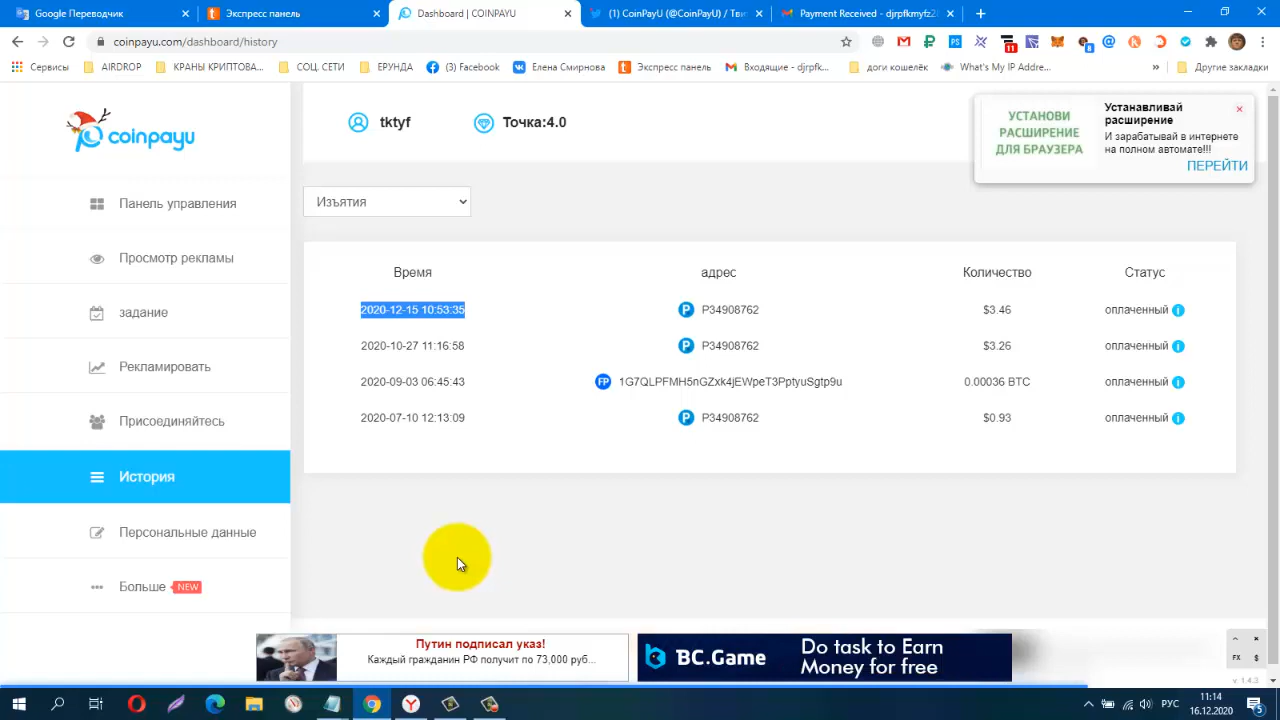 Google Переводчик
Экспресс панель
Dashboard | COINPAYU
(1) CoinPayU (@CoinPayU) / Тви
Payment Received - djrpfkmyfz28
coinpayu.com/dashboard/history
Сервисы
AIRDROP
КРАНЫ КРИПТОВА...
СОЦ. СЕТИ
ЕРУНДА
(3) Facebook
Елена Смирнова
Экспресс панель
Входящие - djrpfk...
доги кошелёк
What's My IP Addre...
»
Другие закладки
coinpayu
tktyf
Точка:4.0
УСТАНОВИ
РАСШИРЕНИЕ
ДЛЯ БРАУЗЕРА
Устанавливай
расширение
И зарабатывай в интернете
на полном автомате!!!
ПЕРЕЙТИ
Панель управления
Просмотр рекламы
задание
Рекламировать
Присоединяйтесь
История
Персональные данные
Больше NEW
Изъятия
Время адрес Количество Статус
2020-12-15 10:53:35 P P34908762 $3.46 оплаченный i
2020-10-27 11:16:58 P P34908762 $3.26 оплаченный i
2020-09-03 06:45:43 FP 1G7QLPFMH5nGZxk4jEWpeT3PptyuSgtp9u 0.00036 BTC оплаченный i
2020-07-10 12:13:09 P P34908762 $0.93 оплаченный i
Путин подписал указ!
Каждый гражданин РФ получит по 73,000 руб...
BC.Game
Do task to Earn
Money for free
FX $
v 1.4.3
РУС
11:14
16.12.2020